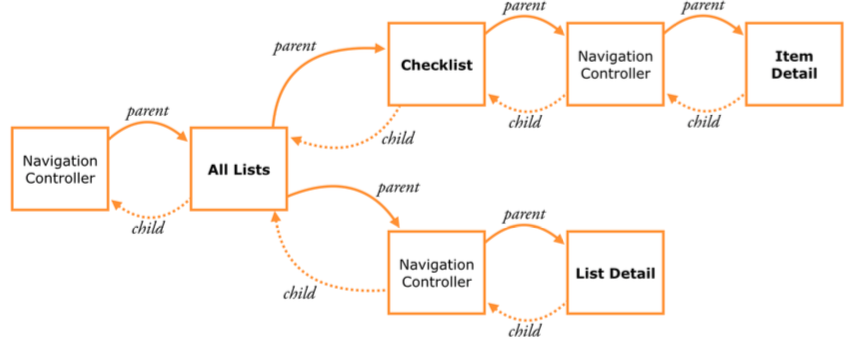 parent
parent
parent
Checklist
Navigation
Controller
Item
Detail
child
child
child
parent
Navigation
Controller
All Lists
child
parent
parent
Navigation
Controller
List Detail
child
child